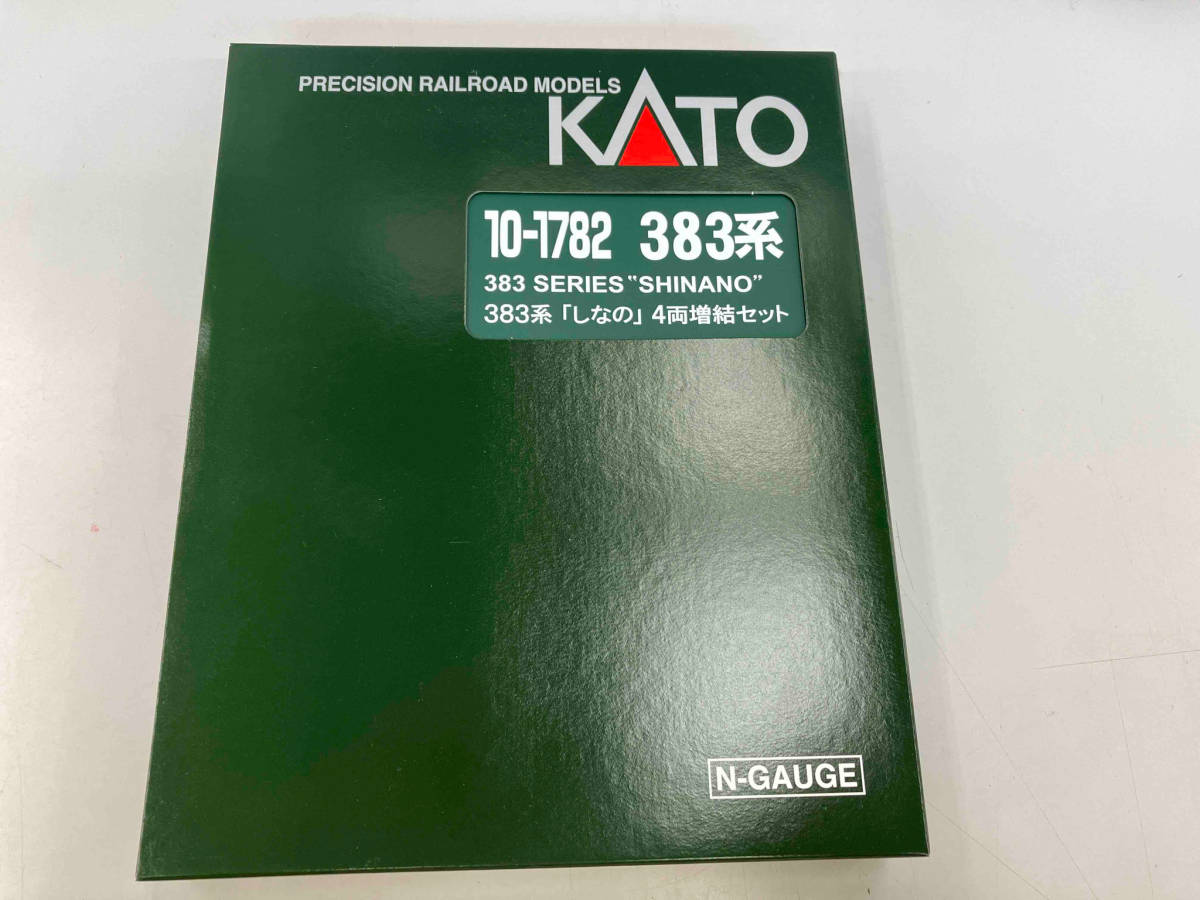 PRECISION RAILROAD MODELS
KATO
10-1782 383系
383 SERIES "SHINANO"
383系「しなの」4両増結セット
N-GAUGE